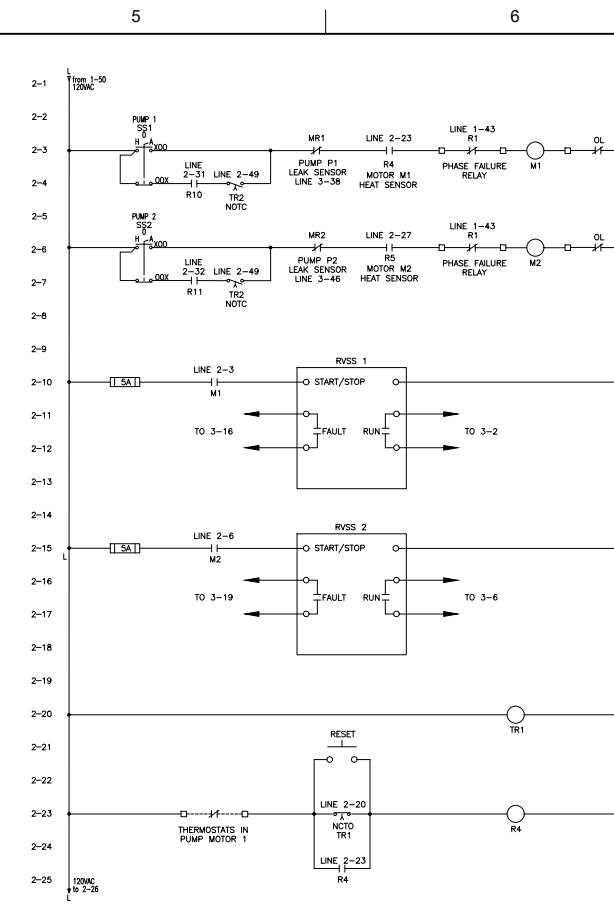 5 6
L
2-1 from 1-50
120VAC
2-2
PUMP 1
SS1
0
H A
LINE 1-43
MR1 LINE 2-23 R1 OL
2-3 XOO
PUMP P1
LEAK SENSOR
LINE 3-38
R4
MOTOR M1
HEAT SENSOR
PHASE FAILURE
RELAY
M1
LINE
2-31 LINE 2-49
2-4 OOX
R10 TR2
NOTC
2-5
PUMP 2
SS2
0
H A
LINE 1-43
MR2 LINE 2-27 R1 OL
2-6 XOO
PUMP P2
LEAK SENSOR
LINE 3-46
R5
MOTOR M2
HEAT SENSOR
PHASE FAILURE
RELAY
M2
LINE
2-32 LINE 2-49
2-7 OOX
R11 TR2
NOTC
2-8
2-9
RVSS 1
LINE 2-3
2-10 5A START/STOP
M1
2-11
TO 3-16 FAULT RUN TO 3-2
2-12
2-13
2-14
RVSS 2
LINE 2-6
2-15 5A START/STOP
L
M2
2-16
TO 3-19 FAULT RUN TO 3-6
2-17
2-18
2-19
2-20
TR1
RESET
2-21
2-22
LINE 2-20
2-23
THERMOSTATS IN
PUMP MOTOR 1
NCTO
TR1
R4
2-24
LINE 2-23
2-25
R4
120VAC
to 2-26
L